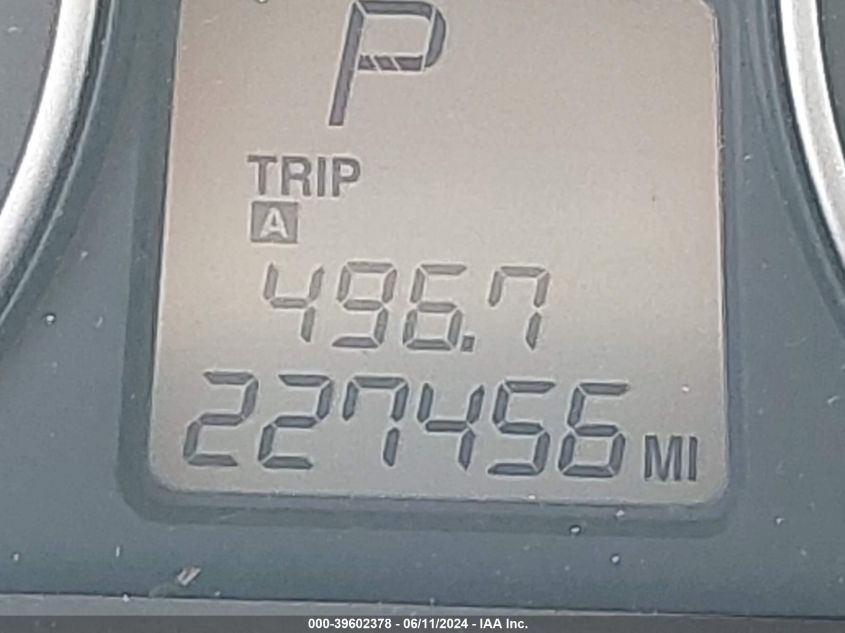 P
TRIP
A
496.7
227456 MI
000-39602378 - 06/11/2024 - IAA Inc.